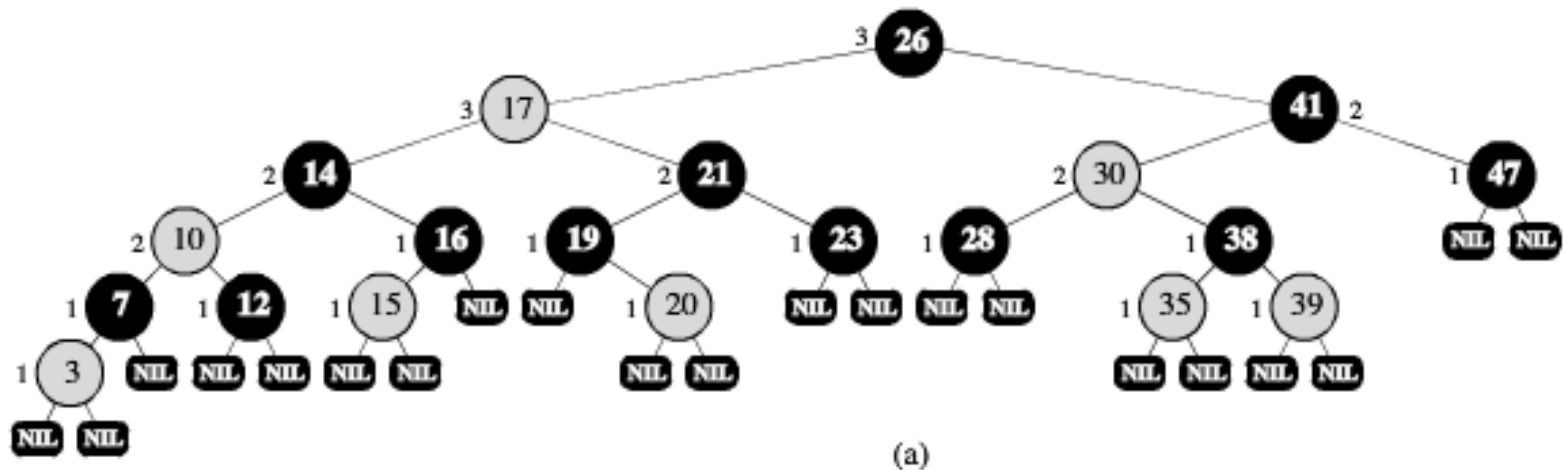 3 26
3 17 41 2
2 14 2 21 2 30 1 47
NIL NIL
2 10 1 16 1 19 1 23 1 28 1 38
1 7 1 12 1 15 NIL NIL 1 20 NIL NIL NIL NIL 1 35 1 39
1 3 NIL NIL NIL NIL NIL NIL NIL NIL NIL NIL NIL
NIL NIL
(a)